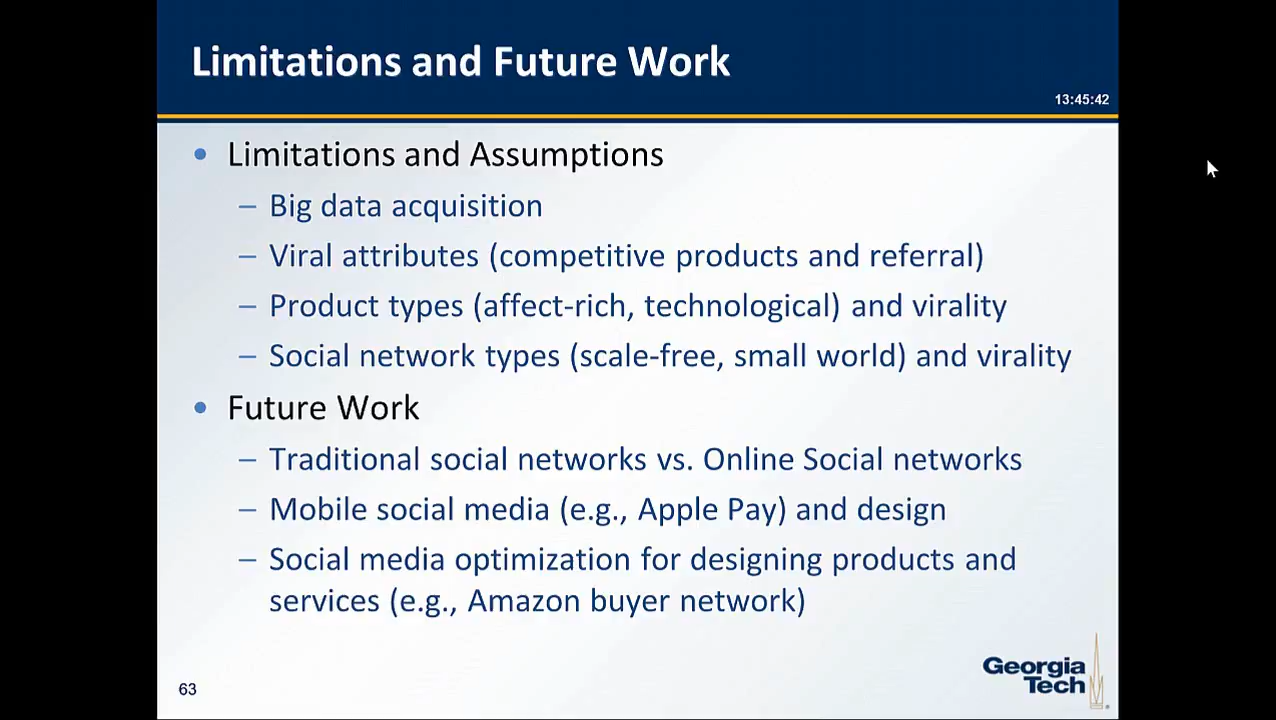 Limitations and Future Work
13:45:42
• Limitations and Assumptions
– Big data acquisition
– Viral attributes (competitive products and referral)
– Product types (affect-rich, technological) and virality
– Social network types (scale-free, small world) and virality
• Future Work
– Traditional social networks vs. Online Social networks
– Mobile social media (e.g., Apple Pay) and design
– Social media optimization for designing products and
services (e.g., Amazon buyer network)
63
Georgia
Tech